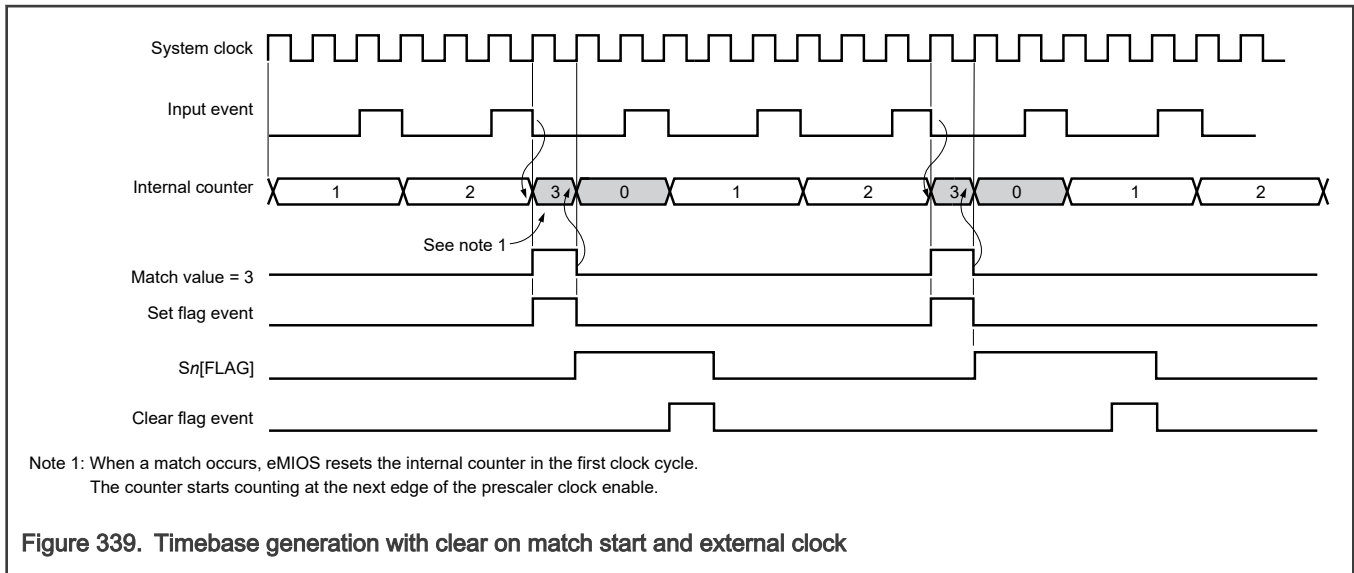 System clock
Input event
Internal counter 1 2 3 0 1 2 3 0 1 2
See note 1
Match value = 3
Set flag event
Sn[FLAG]
Clear flag event
Note 1: When a match occurs, eMIOS resets the internal counter in the first clock cycle.
The counter starts counting at the next edge of the prescaler clock enable.
Figure 339. Timebase generation with clear on match start and external clock